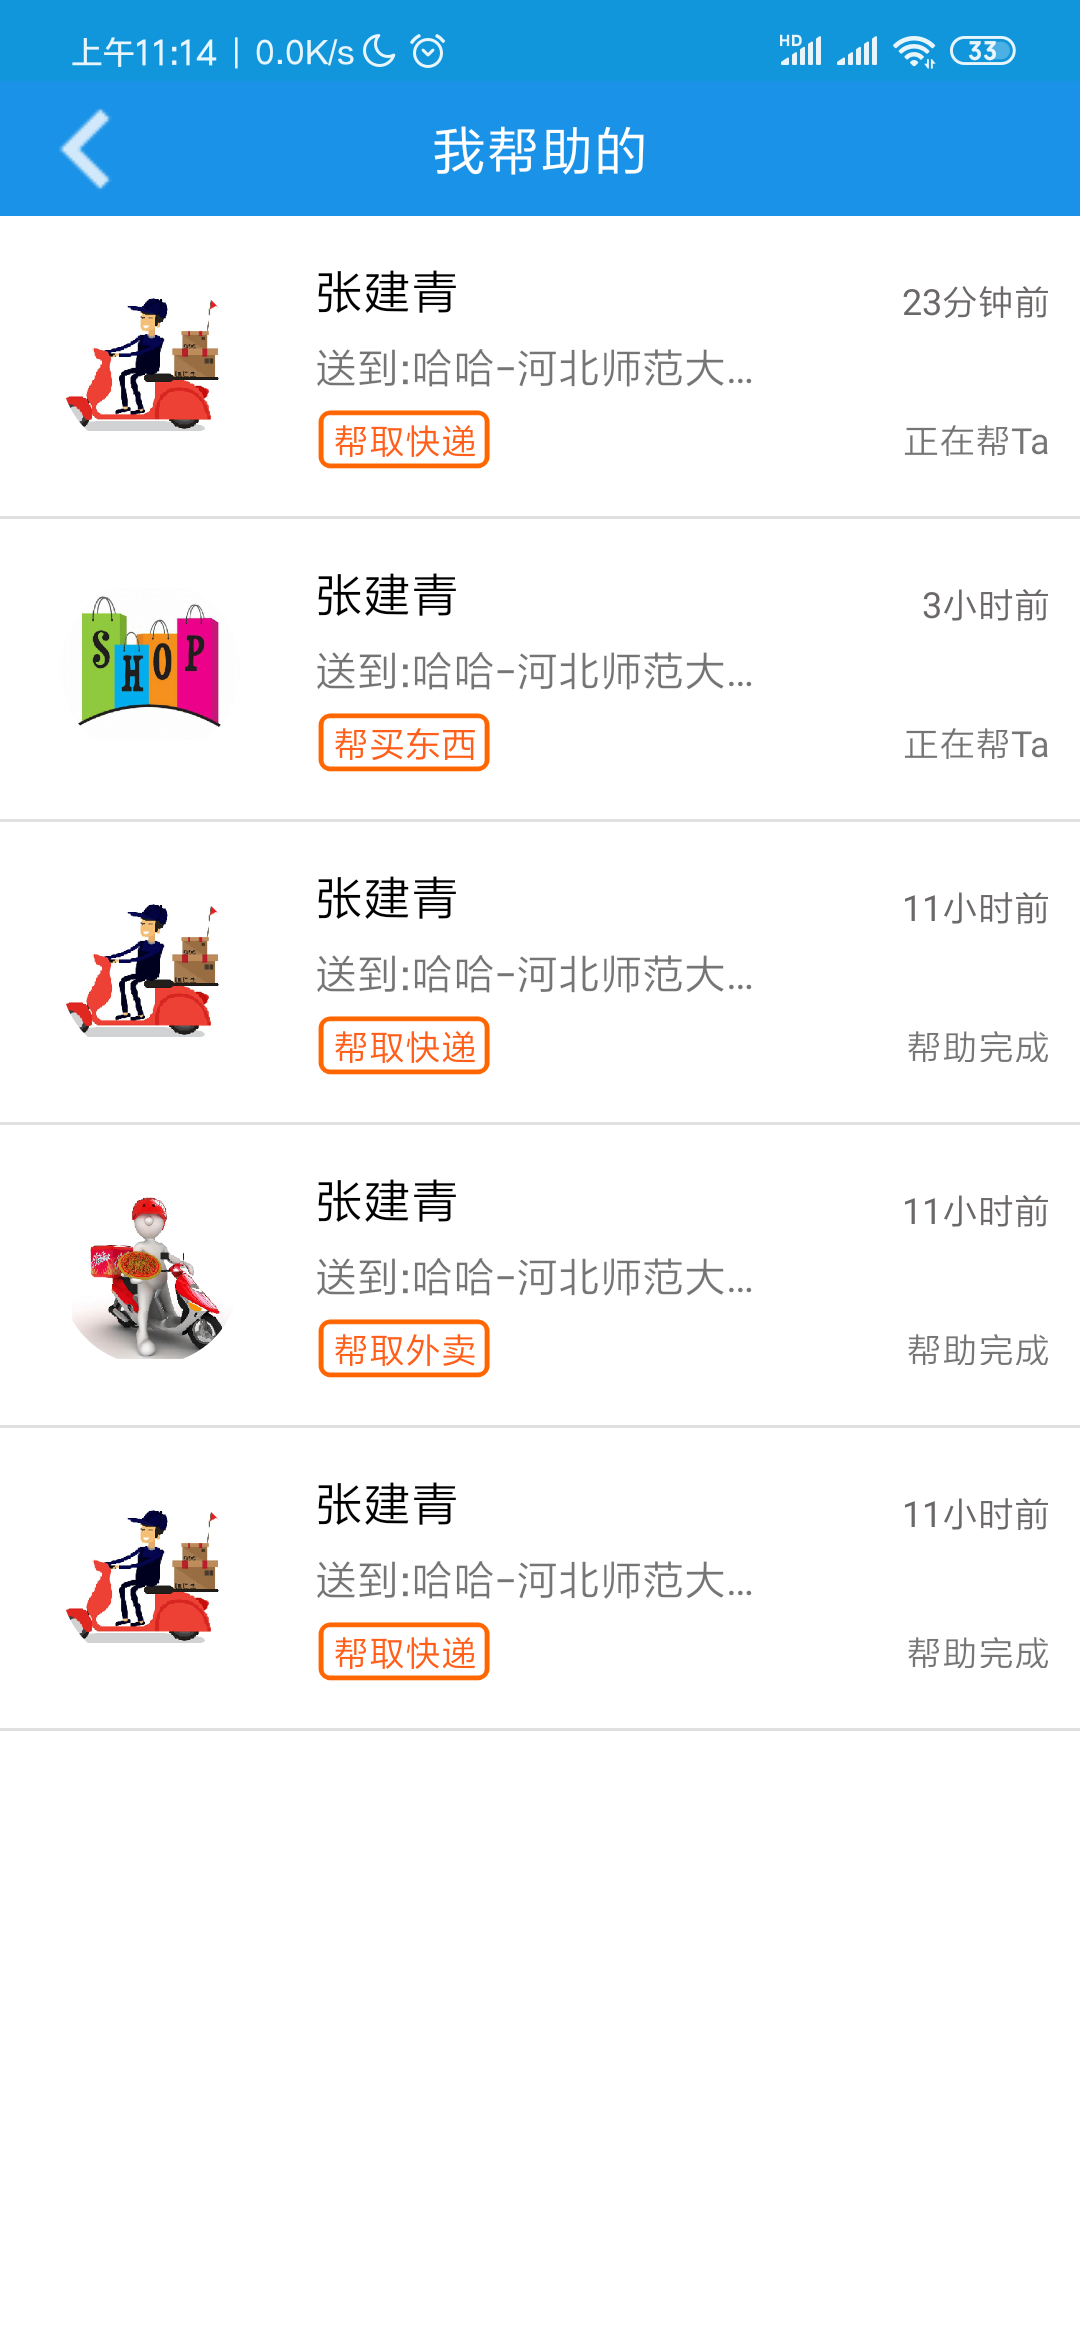 上午11:14 | 0.0K/s
HD
33
我帮助的
张建青
23分钟前
送到:哈哈-河北师范大...
帮取快递
正在帮Ta
SHOP
张建青
3小时前
送到:哈哈-河北师范大...
帮买东西
正在帮Ta
张建青
11小时前
送到:哈哈-河北师范大...
帮取快递
帮助完成
张建青
11小时前
送到:哈哈-河北师范大...
帮取外卖
帮助完成
张建青
11小时前
送到:哈哈-河北师范大...
帮取快递
帮助完成